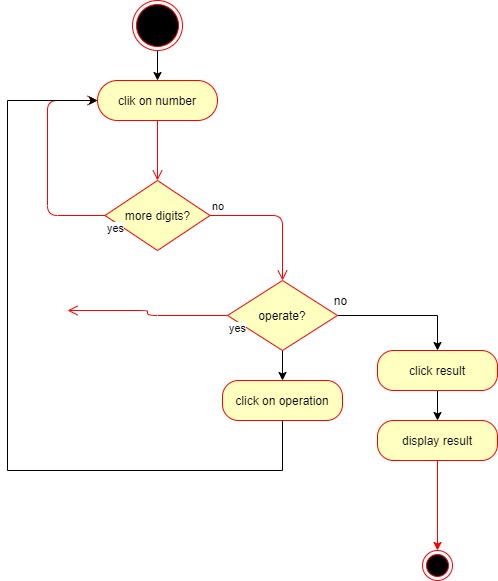 clik on number
more digits?
no
yes
operate?
no
yes
click result
click on operation
display result